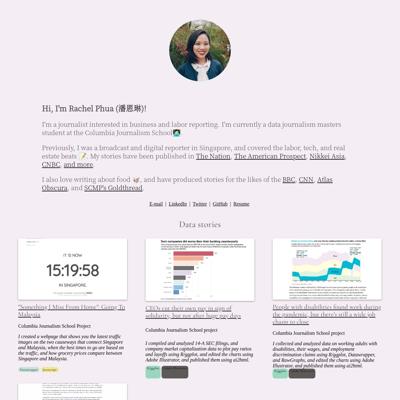 Hi, I'm Rachel Phua (潘恩琳)!
I'm a journalist interested in business and labor reporting. I'm currently a data journalism masters
student at the Columbia Journalism School
Previously, I was a broadcast and digital reporter in Singapore, and covered the labor, tech, and real
estate beats. My stories have been published in The Nation, The American Prospect, Nikkei Asia,
CNBC, and more.
I also love writing about food, and have produced stories for the likes of the BBC, CNN, Atlas
Obscura, and SCMP's Goldthread.
E-mail | LinkedIn | Twitter | GitHub | Resume
Data stories
IT IS NOW
15:19:58
IN SINGAPORE.
"Something I Miss From Home": Going To
Malaysia
Columbia Journalism School project
I created a webpage that shows you the latest traffic
images on the two causeways that connect Singapore
and Malaysia, when the best times to go are based on
the traffic, and how grocery prices compare between
Singapore and Malaysia.
CEOs cut their own pay in sign of
solidarity, but not after huge pay days
Columbia Journalism School project
I compiled and analyzed 14-A SEC filings, and
company market capitalization data to plot pay ratios
and layoffs using R/ggplot, and edited the charts using
Adobe Illustrator, and published them using ai2html.
People with disabilities found work during
the pandemic, but there's still a wide job
chasm to close
Columbia Journalism School project
I collected and analyzed data on working adults with
disabilities, their wages, and employment
discrimination claims using R/ggplot, Datawrapper,
and RawGraphs, and edited the charts using Adobe
Illustrator, and published them using ai2html.